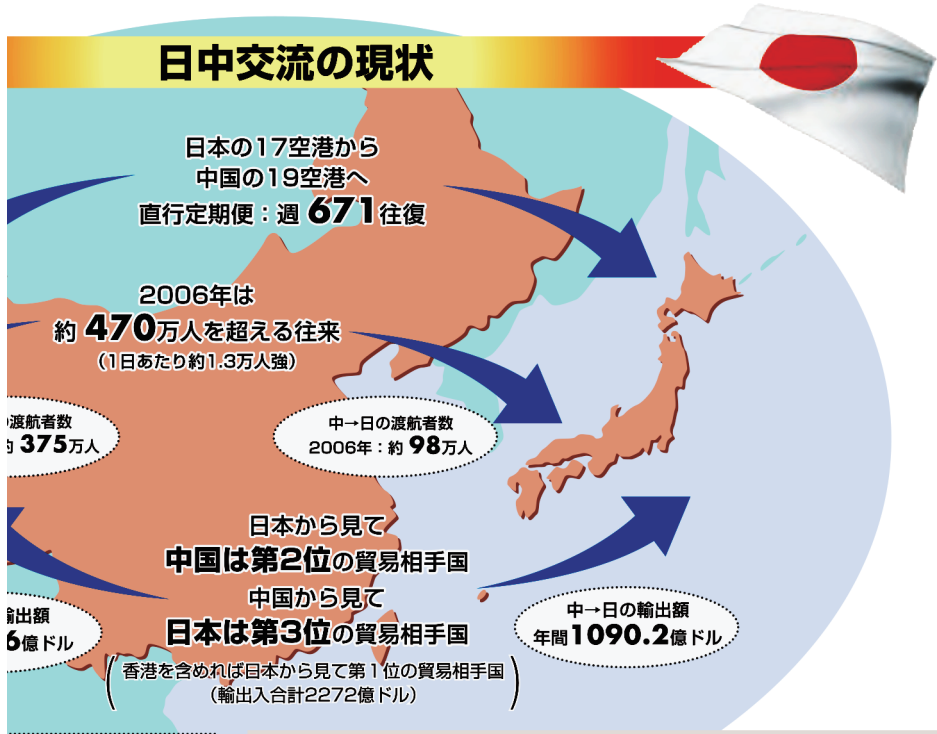 日中交流の現状
日本の17空港から
中国の19空港へ
直行定期便：週 671往復
2006年は
約 470万人を超える往来
（1日あたり約1.3万人強）
の渡航者数
約 375万人
中→日の渡航者数
2006年：約 98万人
日本から見て
中国は第2位の貿易相手国
中国から見て
日本は第3位の貿易相手国
（香港を含めれば日本から見て第１位の貿易相手国
（輸出入合計2272億ドル））
輸出額
6億ドル
中→日の輸出額
年間1090.2億ドル